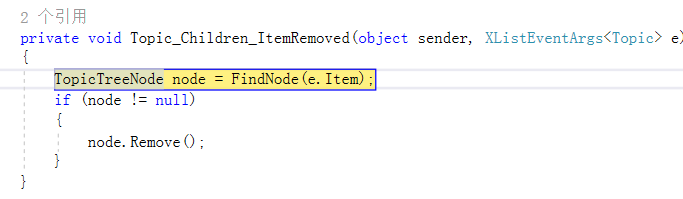 2 个引用
private void Topic_Children_ItemRemoved(object sender, XListEventArgs<Topic> e)
{
TopicTreeNode node = FindNode(e.Item);
if (node != null)
{
node.Remove();
}
}